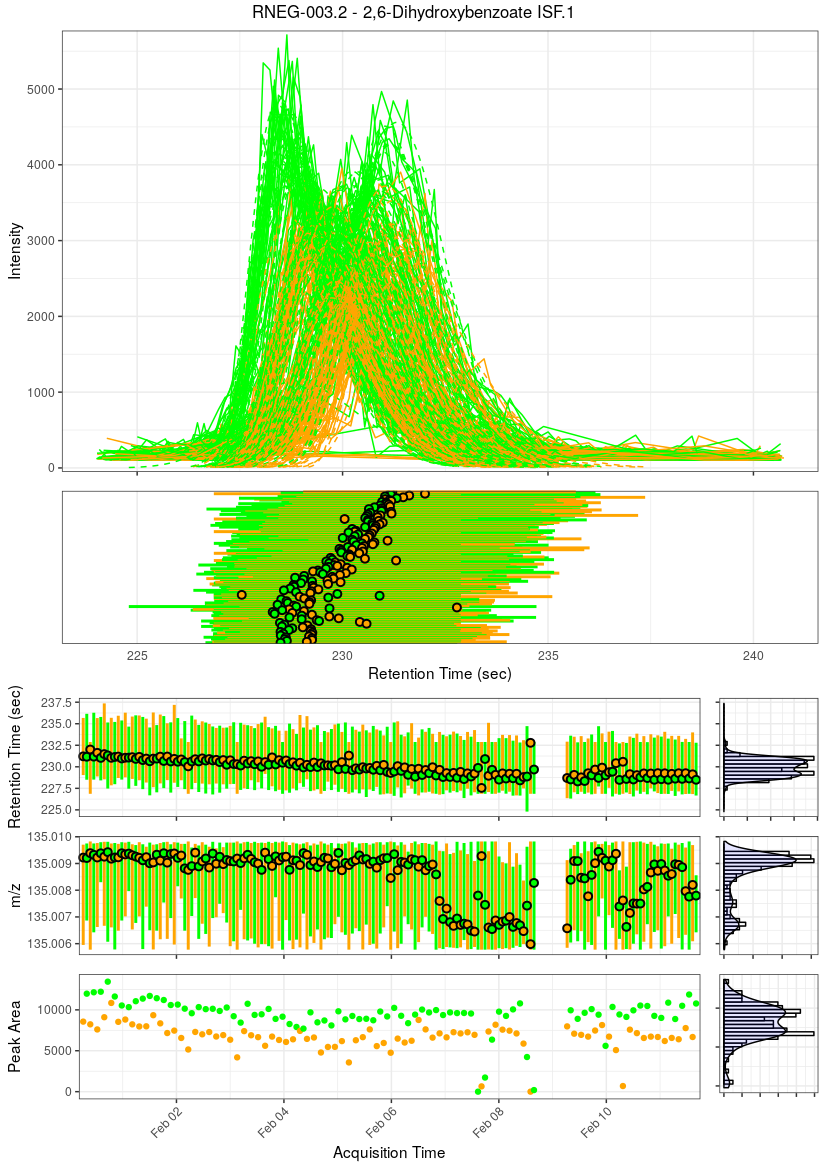 RNEG-003.2 - 2,6-Dihydroxybenzoate ISF.1
Intensity
5000
4000
3000
2000
1000
0
225
230
235
240
Retention Time (sec)
Retention Time (sec)
237.5
235.0
232.5
230.0
227.5
225.0
m/z
135.010
135.009
135.008
135.007
135.006
Peak Area
10000
5000
0
Feb 02
Feb 04
Feb 06
Feb 08
Feb 10
Acquisition Time